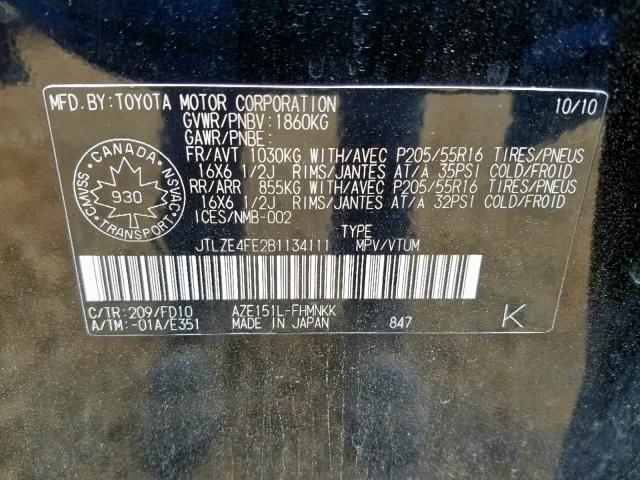 MFD.BY:TOYOTA MOTOR CORPORATION 10/10
GVWR/PNBV:1860KG
GAWR/PNBE:
FR/AVT 1030KG WITH/AVEC P205/55R16 TIRES/PNEUS
16X6 1/2J RIMS/JANTES AT/A 35PSI COLD/FROID
RR/ARR 855KG WITH/AVEC P205/55R16 TIRES/PNEUS
16X6 1/2J RIMS/JANTES AT/A 32PSI COLD/FROID
ICES/NMB-002
CANADA
CMVSS NSVAC
930
TRANSPORT
TYPE
JTLZE4FE2B1134111 MPV/VTUM
C/TR:209/FD10 AZE151L-FHMNKK
A/TM:-01A/E351 MADE IN JAPAN 847 K